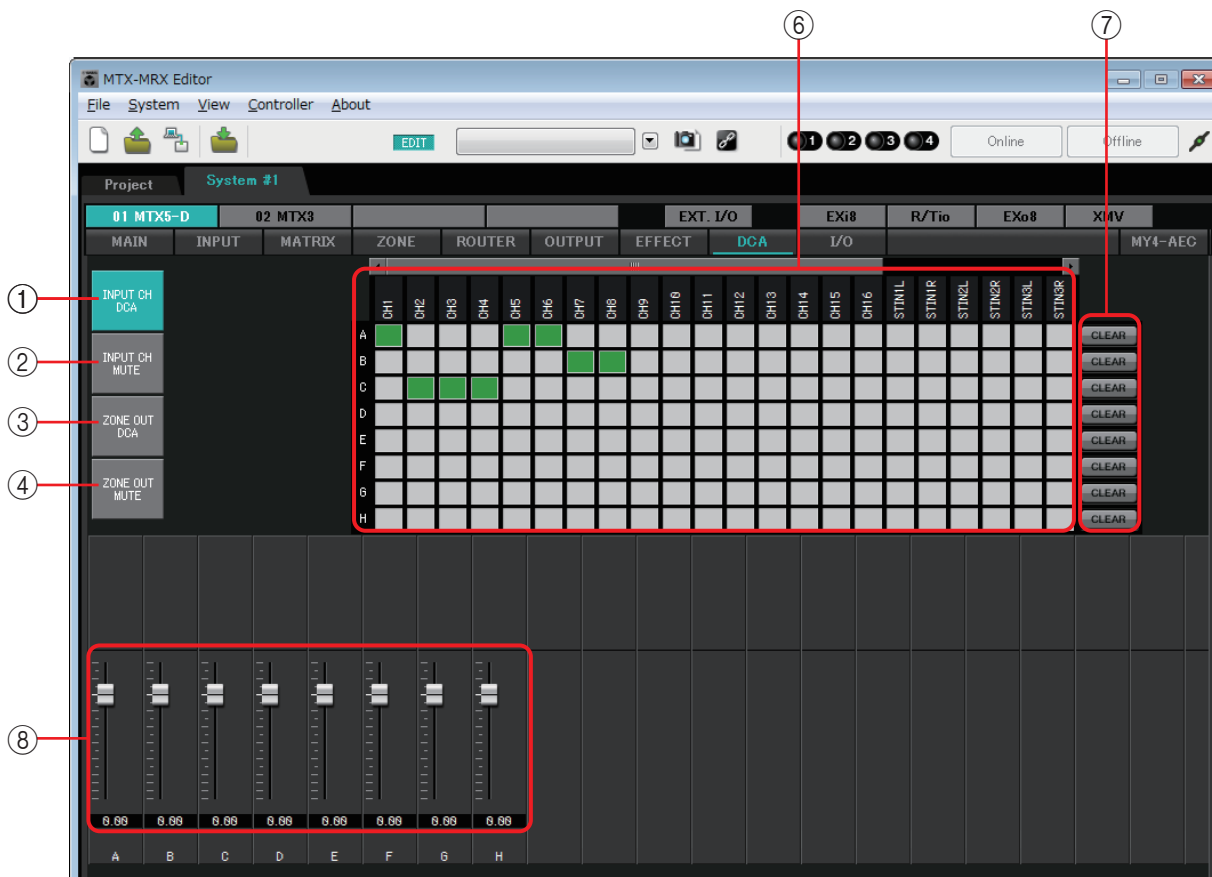 ⑥ ⑦
MTX-MRX Editor
File System View Controller About
EDIT 1 2 3 4 Online Offline
Project System #1
01 MTX5-D 02 MTX3 EXT. I/O EXi8 R/Tio EXo8 XMV
MAIN INPUT MATRIX ZONE ROUTER OUTPUT EFFECT DCA I/O MY4-AEC
① INPUT CH
DCA
② INPUT CH
MUTE
③ ZONE OUT
DCA
④ ZONE OUT
MUTE
CH1 CH2 CH3 CH4 CH5 CH6 CH7 CH8 CH9 CH10 CH11 CH12 CH13 CH14 CH15 CH16 STIN1L STIN1R STIN2L STIN2R STIN3L STIN3R
A CLEAR
B CLEAR
C CLEAR
D CLEAR
E CLEAR
F CLEAR
G CLEAR
H CLEAR
⑧
0.00 0.00 0.00 0.00 0.00 0.00 0.00 0.00
A B C D E F G H